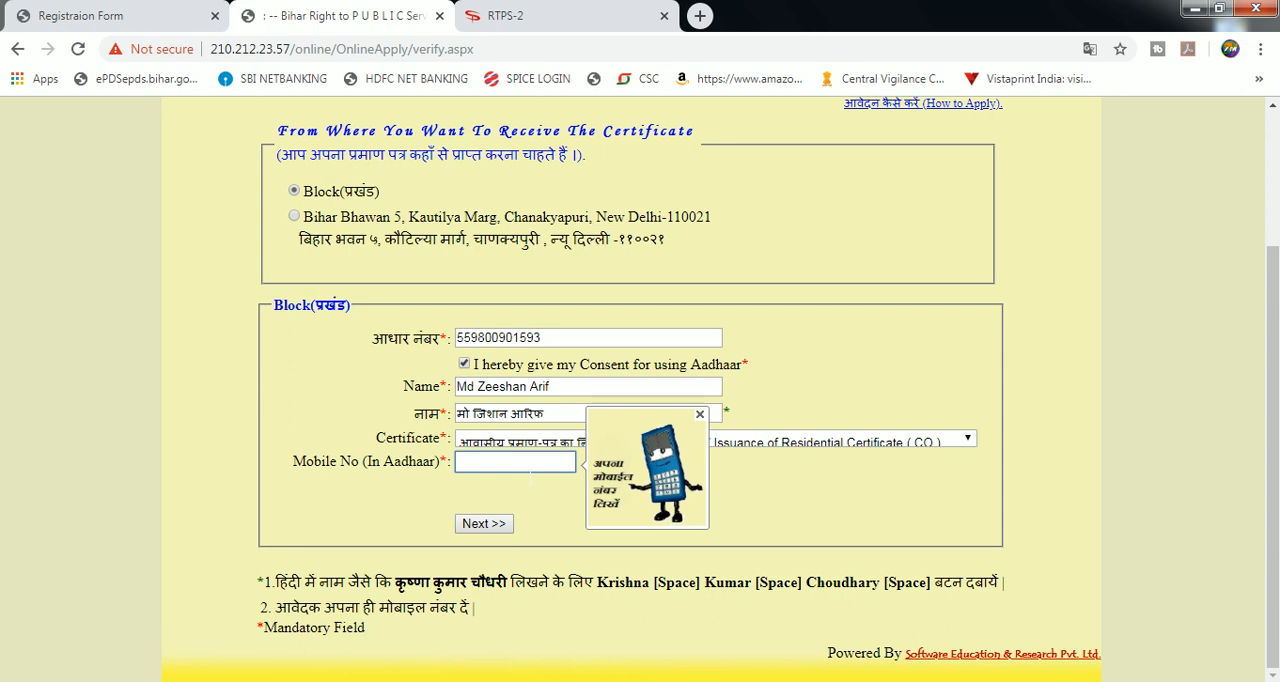 Registraion Form
: -- Bihar Right to P U B L I C Serv
RTPS-2
Not secure
210.212.23.57/online/OnlineApply/verify.aspx
Apps
ePDSepds.bihar.go...
SBI NETBANKING
HDFC NET BANKING
SPICE LOGIN
CSC
https://www.amazo...
Central Vigilance C...
Vistaprint India: visi...
»
आवेदन कैसे करें (How to Apply).
From Where You Want To Receive The Certificate
(आप अपना प्रमाण पत्र कहाँ से प्राप्त करना चाहते हैं ।).
Block(प्रखंड)
Bihar Bhawan 5, Kautilya Marg, Chanakyapuri, New Delhi-110021
बिहार भवन ५, कौटिल्या मार्ग, चाणक्यपुरी , न्यू दिल्ली -११००२१
Block(प्रखंड)
आधार नंबर*: 559800901593
I hereby give my Consent for using Aadhaar*
Name*: Md Zeeshan Arif
नाम*: मो जिशान आरिफ *
Certificate*: आवासीय प्रमाण-पत्र का Issuance of Residential Certificate ( CO )
Mobile No (In Aadhaar)*:
अपना
मोबाईल
नंबर
लिखें
Next >>
*1.हिंदी में नाम जैसे कि कृष्णा कुमार चौधरी लिखने के लिए Krishna [Space] Kumar [Space] Choudhary [Space] बटन दबायें |
2. आवेदक अपना ही मोबाइल नंबर दें |
*Mandatory Field
Powered By Software Education & Research Pvt. Ltd.